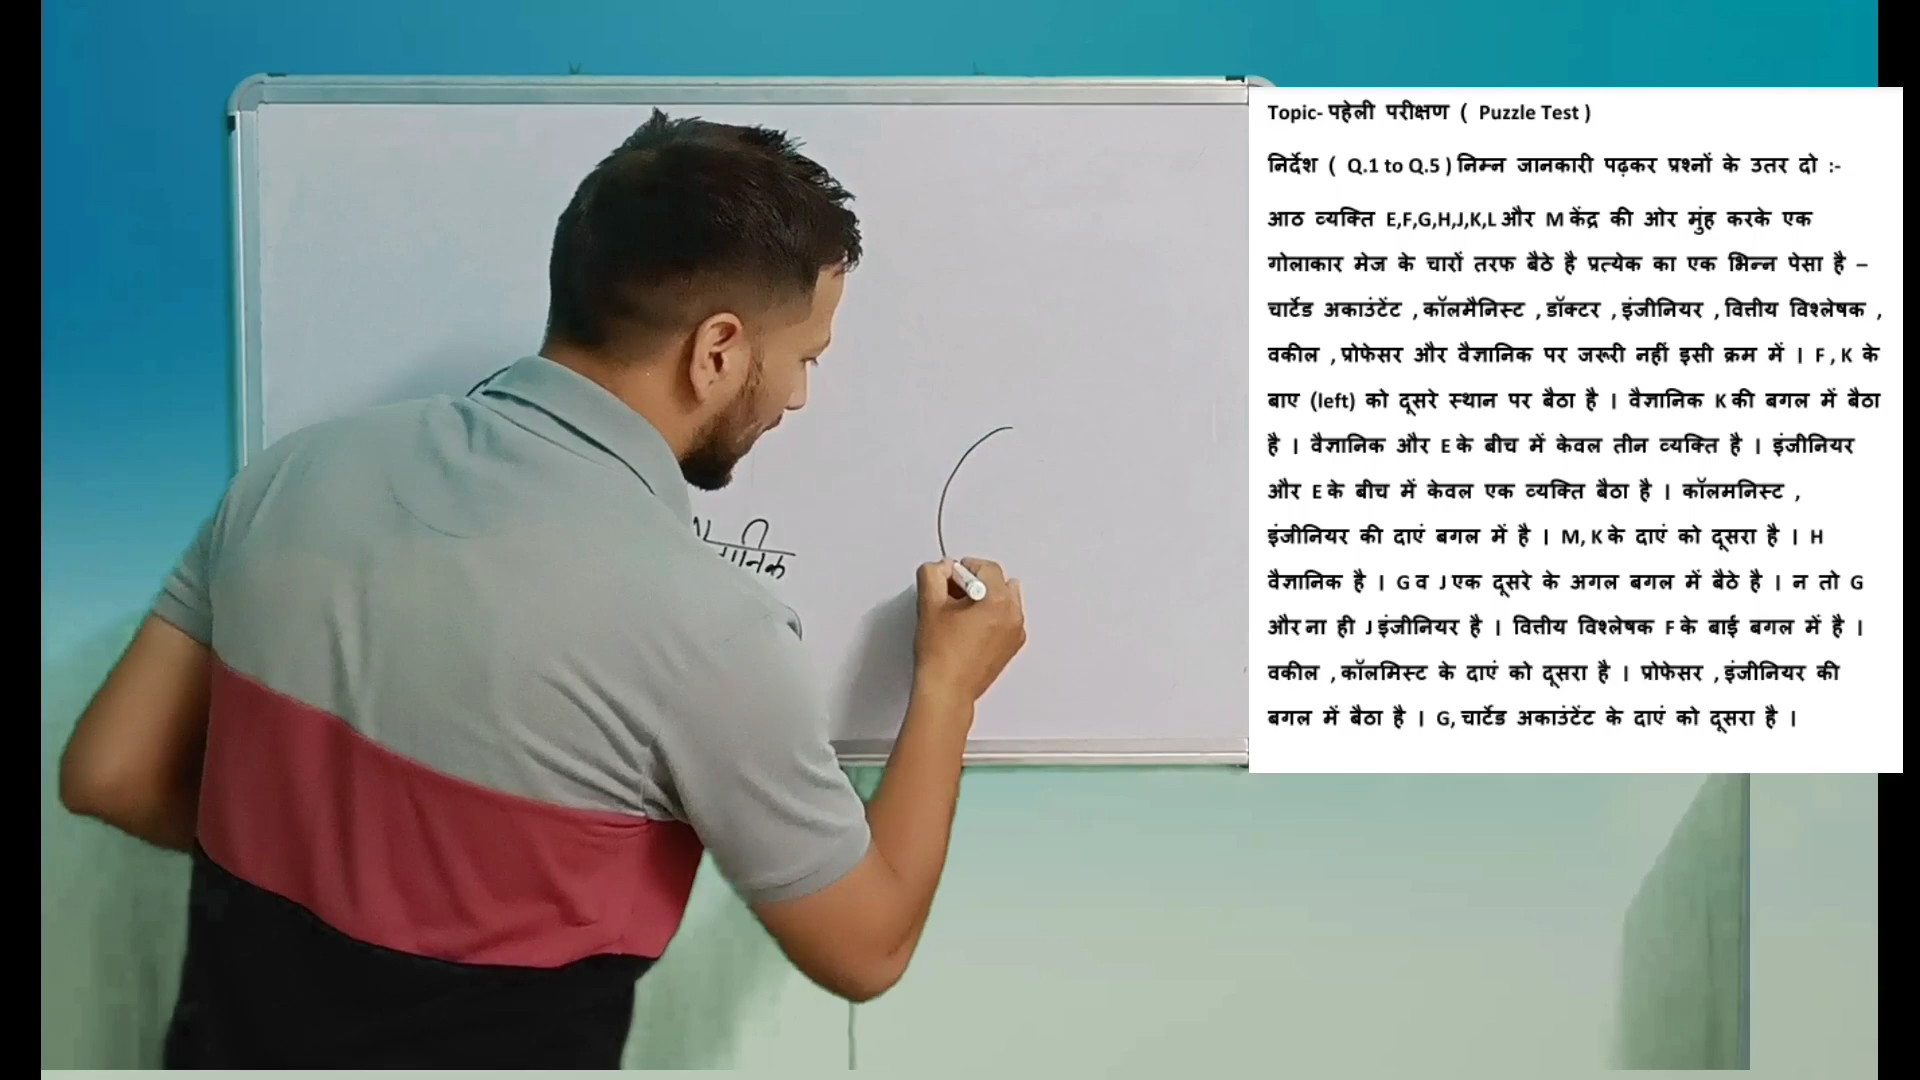 Topic- पहेली परीक्षण ( Puzzle Test )
निर्देश ( Q.1 to Q.5 ) निम्न जानकारी पढ़कर प्रश्नों के उतर दो :-
आठ व्यक्ति E,F,G,H,J,K,L और M केंद्र की ओर मुंह करके एक
गोलाकार मेज के चारों तरफ बैठे है प्रत्येक का एक भिन्न पेसा है –
चार्टेड अकाउंटेंट , कॉलमैनिस्ट , डॉक्टर , इंजीनियर , वित्तीय विश्लेषक ,
वकील , प्रोफेसर और वैज्ञानिक पर जरूरी नहीं इसी क्रम में । F , K के
बाए (left) को दूसरे स्थान पर बैठा है । वैज्ञानिक K की बगल में बैठा
है । वैज्ञानिक और E के बीच में केवल तीन व्यक्ति है । इंजीनियर
और E के बीच में केवल एक व्यक्ति बैठा है । कॉलमनिस्ट ,
इंजीनियर की दाएं बगल में है । M, K के दाएं को दूसरा है । H
वैज्ञानिक है । G व J एक दूसरे के अगल बगल में बैठे है । न तो G
और ना ही J इंजीनियर है । वित्तीय विश्लेषक F के बाई बगल में है ।
वकील , कॉलमिस्ट के दाएं को दूसरा है । प्रोफेसर , इंजीनियर की
बगल में बैठा है । G, चार्टेड अकाउंटेंट के दाएं को दूसरा है ।